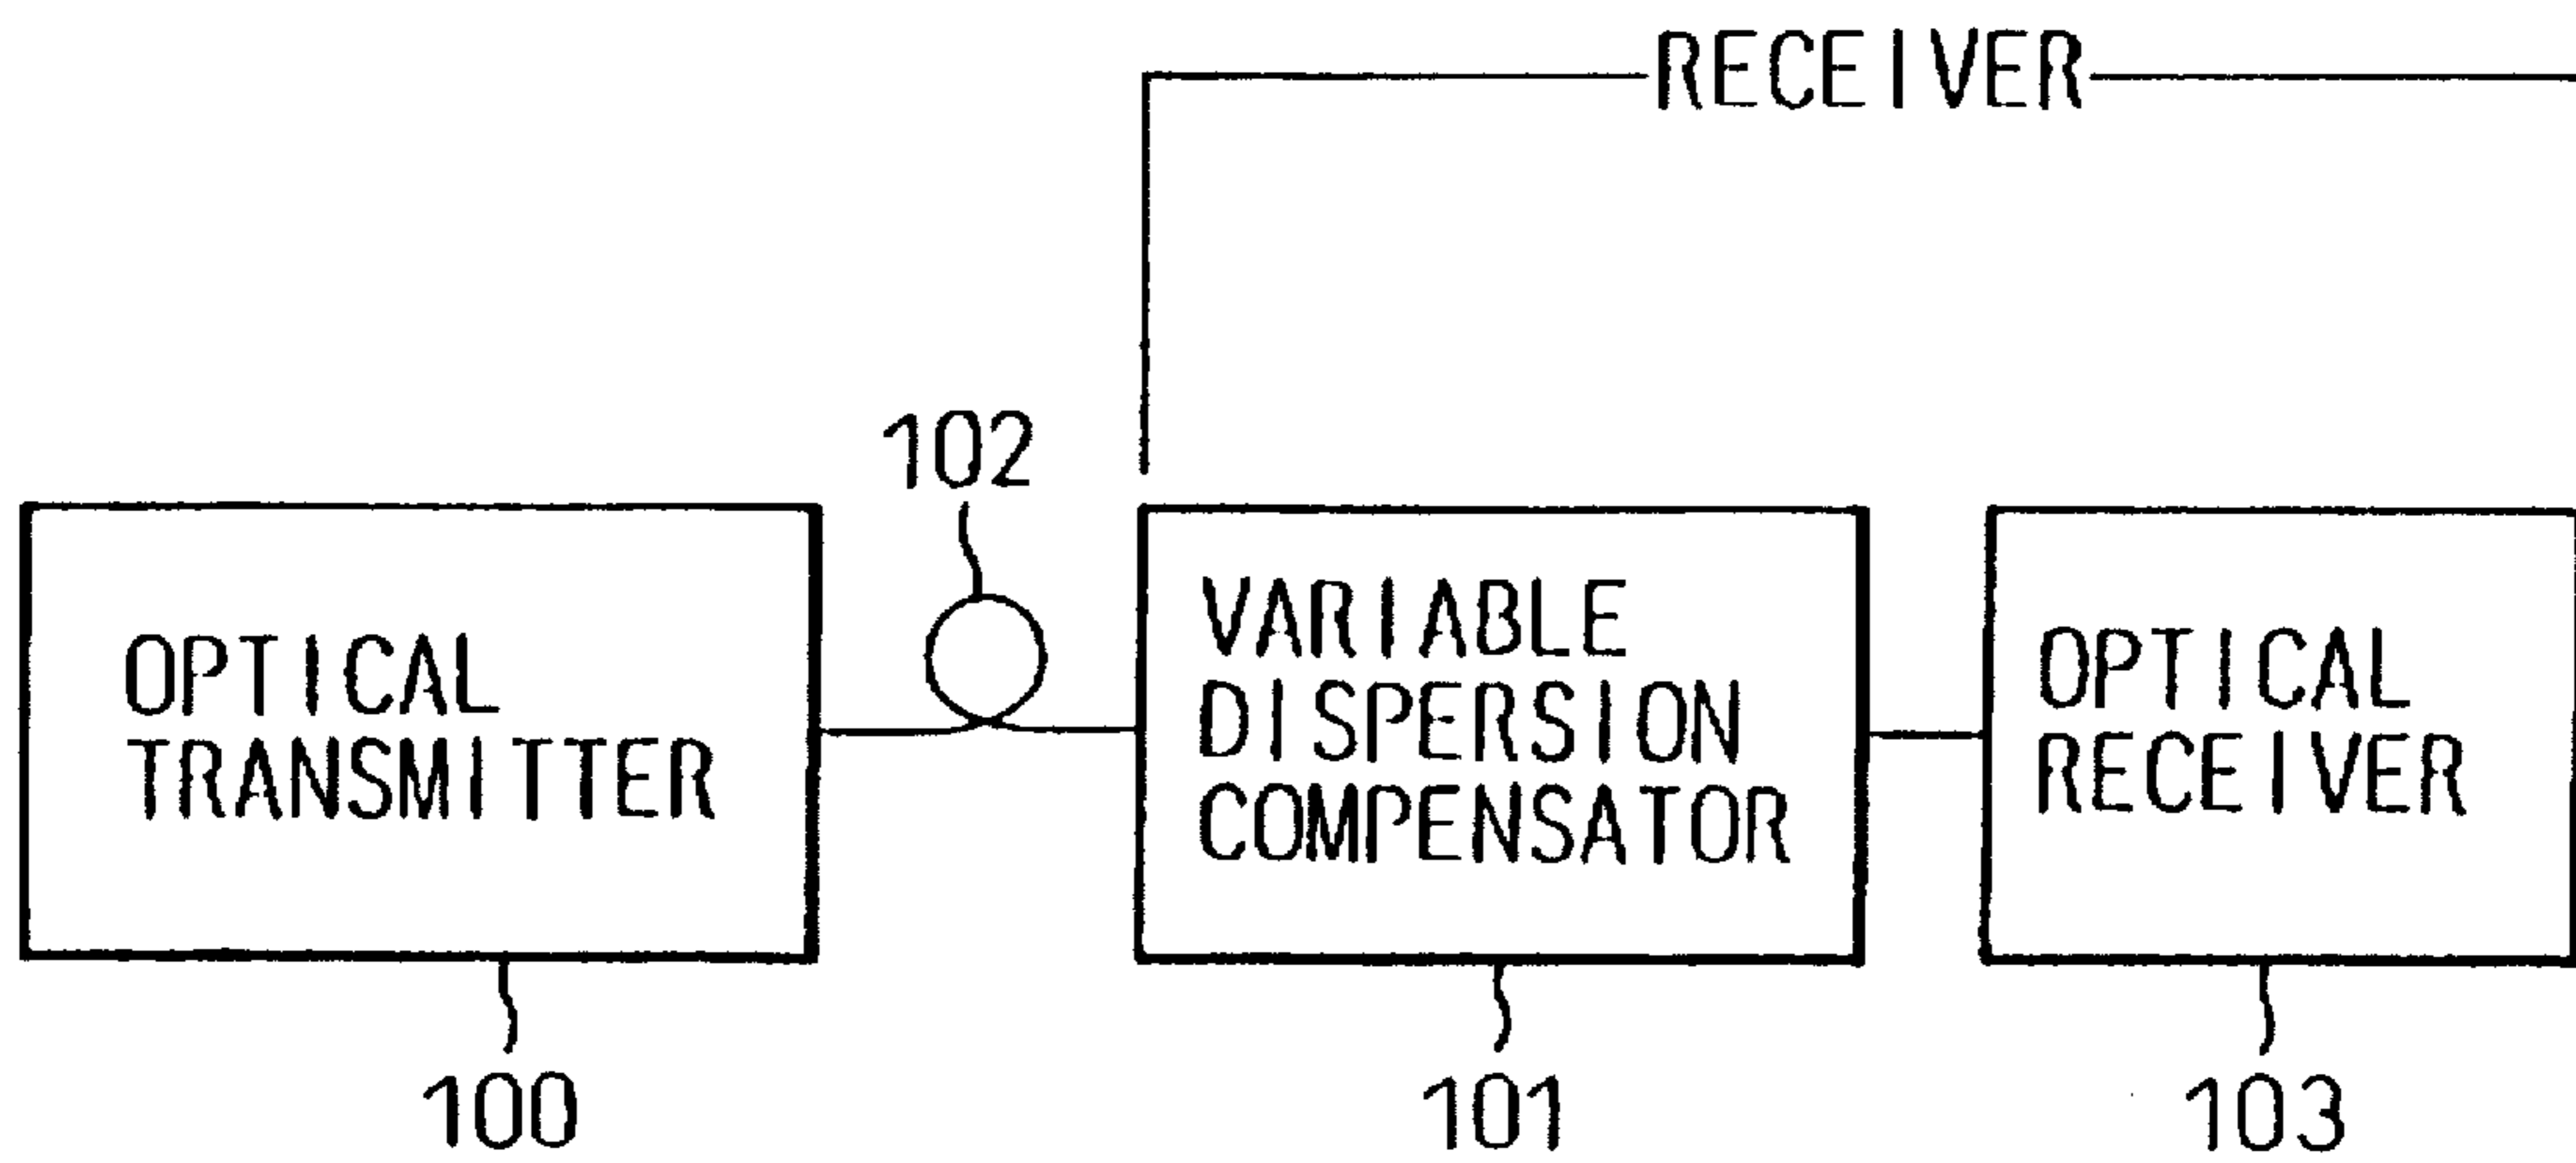 RECEIVER
102
OPTICAL
TRANSMITTER
VARIABLE
DISPERSION
COMPENSATOR
OPTICAL
RECEIVER
100
101
103